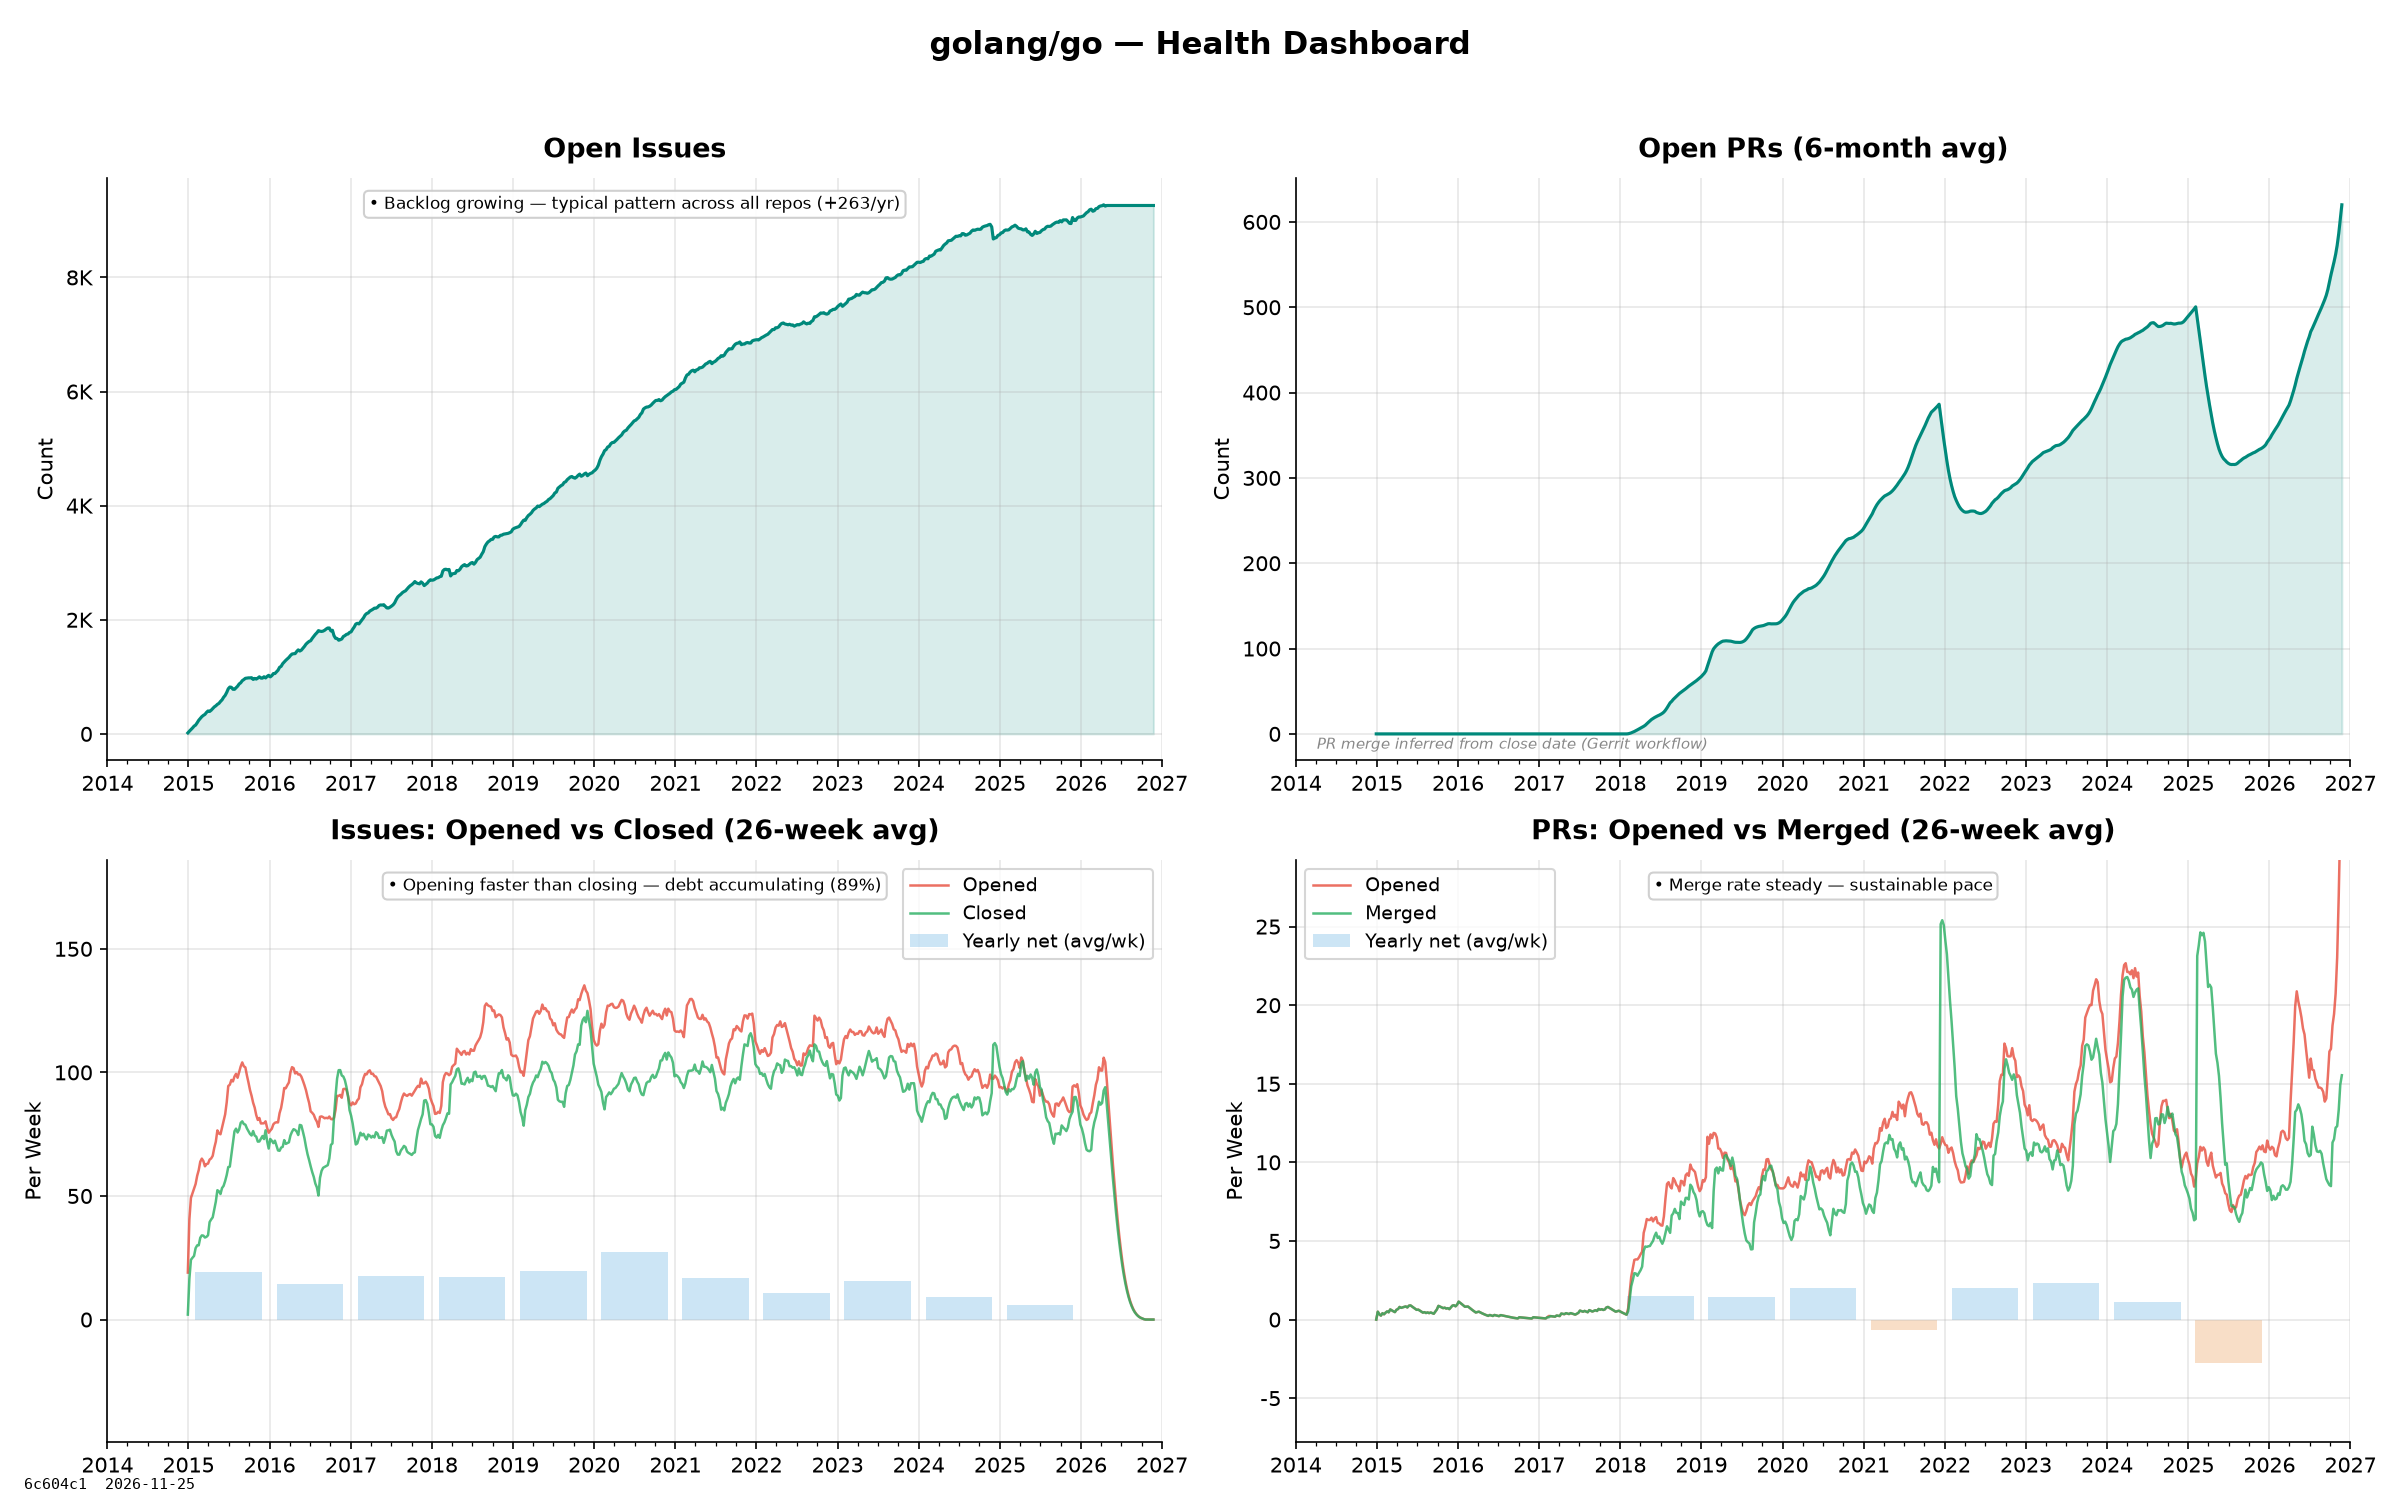 golang/go — Health Dashboard
Open Issues
• Backlog growing — typical pattern across all repos (+263/yr)
Count
8K
6K
4K
2K
0
2014 2015 2016 2017 2018 2019 2020 2021 2022 2023 2024 2025 2026 2027
Open PRs (6-month avg)
Count
600
500
400
300
200
100
0
PR merge inferred from close date (Gerrit workflow)
2014 2015 2016 2017 2018 2019 2020 2021 2022 2023 2024 2025 2026 2027
Issues: Opened vs Closed (26-week avg)
• Opening faster than closing — debt accumulating (89%)
Opened
Closed
Yearly net (avg/wk)
Per Week
150
100
50
0
2014 2015 2016 2017 2018 2019 2020 2021 2022 2023 2024 2025 2026 2027
PRs: Opened vs Merged (26-week avg)
Opened
Merged
Yearly net (avg/wk)
• Merge rate steady — sustainable pace
Per Week
25
20
15
10
5
0
-5
2014 2015 2016 2017 2018 2019 2020 2021 2022 2023 2024 2025 2026 2027
6c604c1 2026-11-25